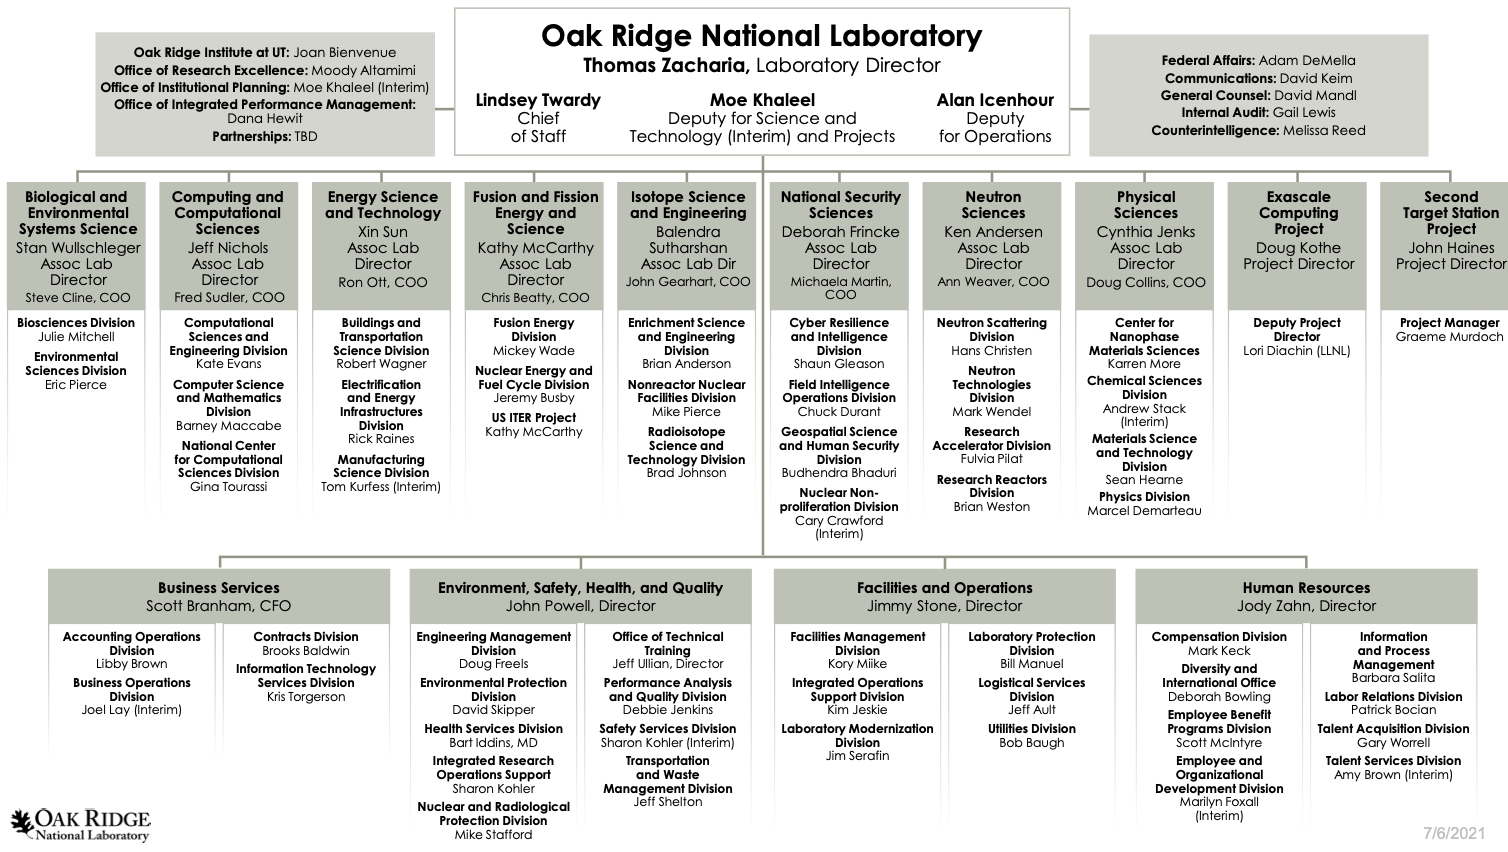 Oak Ridge National Laboratory
Thomas Zacharia, Laboratory Director
Lindsey Twardy
Chief
of Staff
Moe Khaleel
Deputy for Science and
Technology (Interim) and Projects
Alan Icenhour
Deputy
for Operations
Oak Ridge Institute at UT: Joan Bienvenue
Office of Research Excellence: Moody Altamimi
Office of Institutional Planning: Moe Khaleel (Interim)
Office of Integrated Performance Management:
Dana Hewit
Partnerships: TBD
Federal Affairs: Adam DeMella
Communications: David Keim
General Counsel: David Mandl
Internal Audit: Gail Lewis
Counterintelligence: Melissa Reed
Biological and
Environmental
Systems Science
Stan Wullschleger
Assoc Lab
Director
Steve Cline, COO
Biosciences Division
Julie Mitchell
Environmental
Sciences Division
Eric Pierce
Computing and
Computational
Sciences
Jeff Nichols
Assoc Lab
Director
Fred Sudler, COO
Computational
Sciences and
Engineering Division
Kate Evans
Computer Science
and Mathematics
Division
Barney Maccabe
National Center
for Computational
Sciences Division
Gina Tourassi
Energy Science
and Technology
Xin Sun
Assoc Lab
Director
Ron Ott, COO
Buildings and
Transportation
Science Division
Robert Wagner
Electrification
and Energy
Infrastructures
Division
Rick Raines
Manufacturing
Science Division
Tom Kurfess (Interim)
Fusion and Fission
Energy and
Science
Kathy McCarthy
Assoc Lab
Director
Chris Beatty, COO
Fusion Energy
Division
Mickey Wade
Nuclear Energy and
Fuel Cycle Division
Jeremy Busby
US ITER Project
Kathy McCarthy
Isotope Science
and Engineering
Balendra
Sutharshan
Assoc Lab Dir
John Gearhart, COO
Enrichment Science
and Engineering
Division
Brian Anderson
Nonreactor Nuclear
Facilities Division
Mike Pierce
Radioisotope
Science and
Technology Division
Brad Johnson
National Security
Sciences
Deborah Frincke
Assoc Lab
Director
Michaela Martin,
COO
Cyber Resilience
and Intelligence
Division
Shaun Gleason
Field Intelligence
Operations Division
Chuck Durant
Geospatial Science
and Human Security
Division
Budhendra Bhaduri
Nuclear Non-
proliferation Division
Cary Crawford
(Interim)
Neutron
Sciences
Ken Andersen
Assoc Lab
Director
Ann Weaver, COO
Neutron Scattering
Division
Hans Christen
Neutron
Technologies
Division
Mark Wendel
Research
Accelerator Division
Fulvia Pilat
Research Reactors
Division
Brian Weston
Physical
Sciences
Cynthia Jenks
Assoc Lab
Director
Doug Collins, COO
Center for
Nanophase
Materials Sciences
Karren More
Chemical Sciences
Division
Andrew Stack
(Interim)
Materials Science
and Technology
Division
Sean Hearne
Physics Division
Marcel Demarteau
Exascale
Computing
Project
Doug Kothe
Project Director
Deputy Project
Director
Lori Diachin (LLNL)
Second
Target Station
Project
John Haines
Project Director
Project Manager
Graeme Murdoch
Business Services
Scott Branham, CFO
Accounting Operations
Division
Libby Brown
Business Operations
Division
Joel Lay (Interim)
Contracts Division
Brooks Baldwin
Information Technology
Services Division
Kris Torgerson
Environment, Safety, Health, and Quality
John Powell, Director
Engineering Management
Division
Doug Freels
Environmental Protection
Division
David Skipper
Health Services Division
Bart Iddins, MD
Integrated Research
Operations Support
Sharon Kohler
Nuclear and Radiological
Protection Division
Mike Stafford
Office of Technical
Training
Jeff Ullian, Director
Performance Analysis
and Quality Division
Debbie Jenkins
Safety Services Division
Sharon Kohler (Interim)
Transportation
and Waste
Management Division
Jeff Shelton
Facilities and Operations
Jimmy Stone, Director
Facilities Management
Division
Kory Miike
Integrated Operations
Support Division
Kim Jeskie
Laboratory Modernization
Division
Jim Serafin
Laboratory Protection
Division
Bill Manuel
Logistical Services
Division
Jeff Ault
Utilities Division
Bob Baugh
Human Resources
Jody Zahn, Director
Compensation Division
Mark Keck
Diversity and
International Office
Deborah Bowling
Employee Benefit
Programs Division
Scott McIntyre
Employee and
Organizational
Development Division
Marilyn Foxall
(Interim)
Information
and Process
Management
Barbara Salita
Labor Relations Division
Patrick Bocian
Talent Acquisition Division
Gary Worrell
Talent Services Division
Amy Brown (Interim)
OAK RIDGE
National Laboratory
7/6/2021